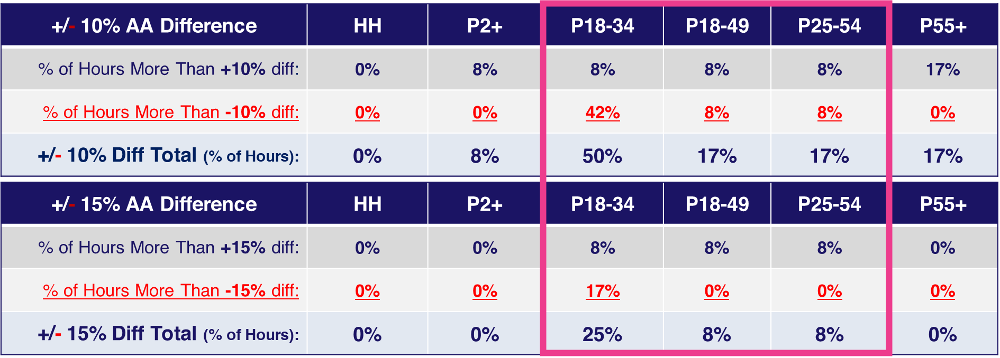 +/- 10% AA Difference HH P2+ P18-34 P18-49 P25-54 P55+
% of Hours More Than +10% diff: 0% 8% 8% 8% 8% 17%
% of Hours More Than -10% diff: 0% 0% 42% 8% 8% 0%
+/- 10% Diff Total (% of Hours): 0% 8% 50% 17% 17% 17%
+/- 15% AA Difference HH P2+ P18-34 P18-49 P25-54 P55+
% of Hours More Than +15% diff: 0% 0% 8% 8% 8% 0%
% of Hours More Than -15% diff: 0% 0% 17% 0% 0% 0%
+/- 15% Diff Total (% of Hours): 0% 0% 25% 8% 8% 0%